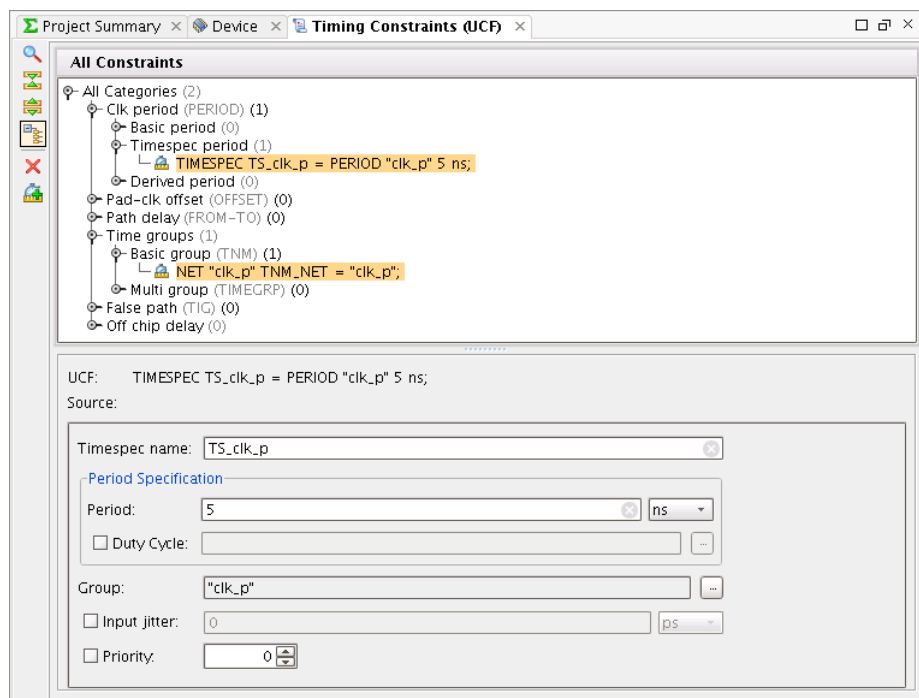 Project Summary Device Timing Constraints (UCF)
All Constraints
All Categories (2)
Clk period (PERIOD) (1)
Basic period (0)
Timespec period (1)
TIMESPEC TS_clk_p = PERIOD "clk_p" 5 ns;
Derived period (0)
Pad-clk offset (OFFSET) (0)
Path delay (FROM-TO) (0)
Time groups (1)
Basic group (TNM) (1)
NET "clk_p" TNM_NET = "clk_p";
Multi group (TIMEGRP) (0)
False path (TIG) (0)
Off chip delay (0)
UCF: TIMESPEC TS_clk_p = PERIOD "clk_p" 5 ns;
Source:
Timespec name: TS_clk_p
Period Specification
Period: 5 ns
Duty Cycle: ...
Group: "clk_p" ...
Input jitter: 0 ps
Priority: 0